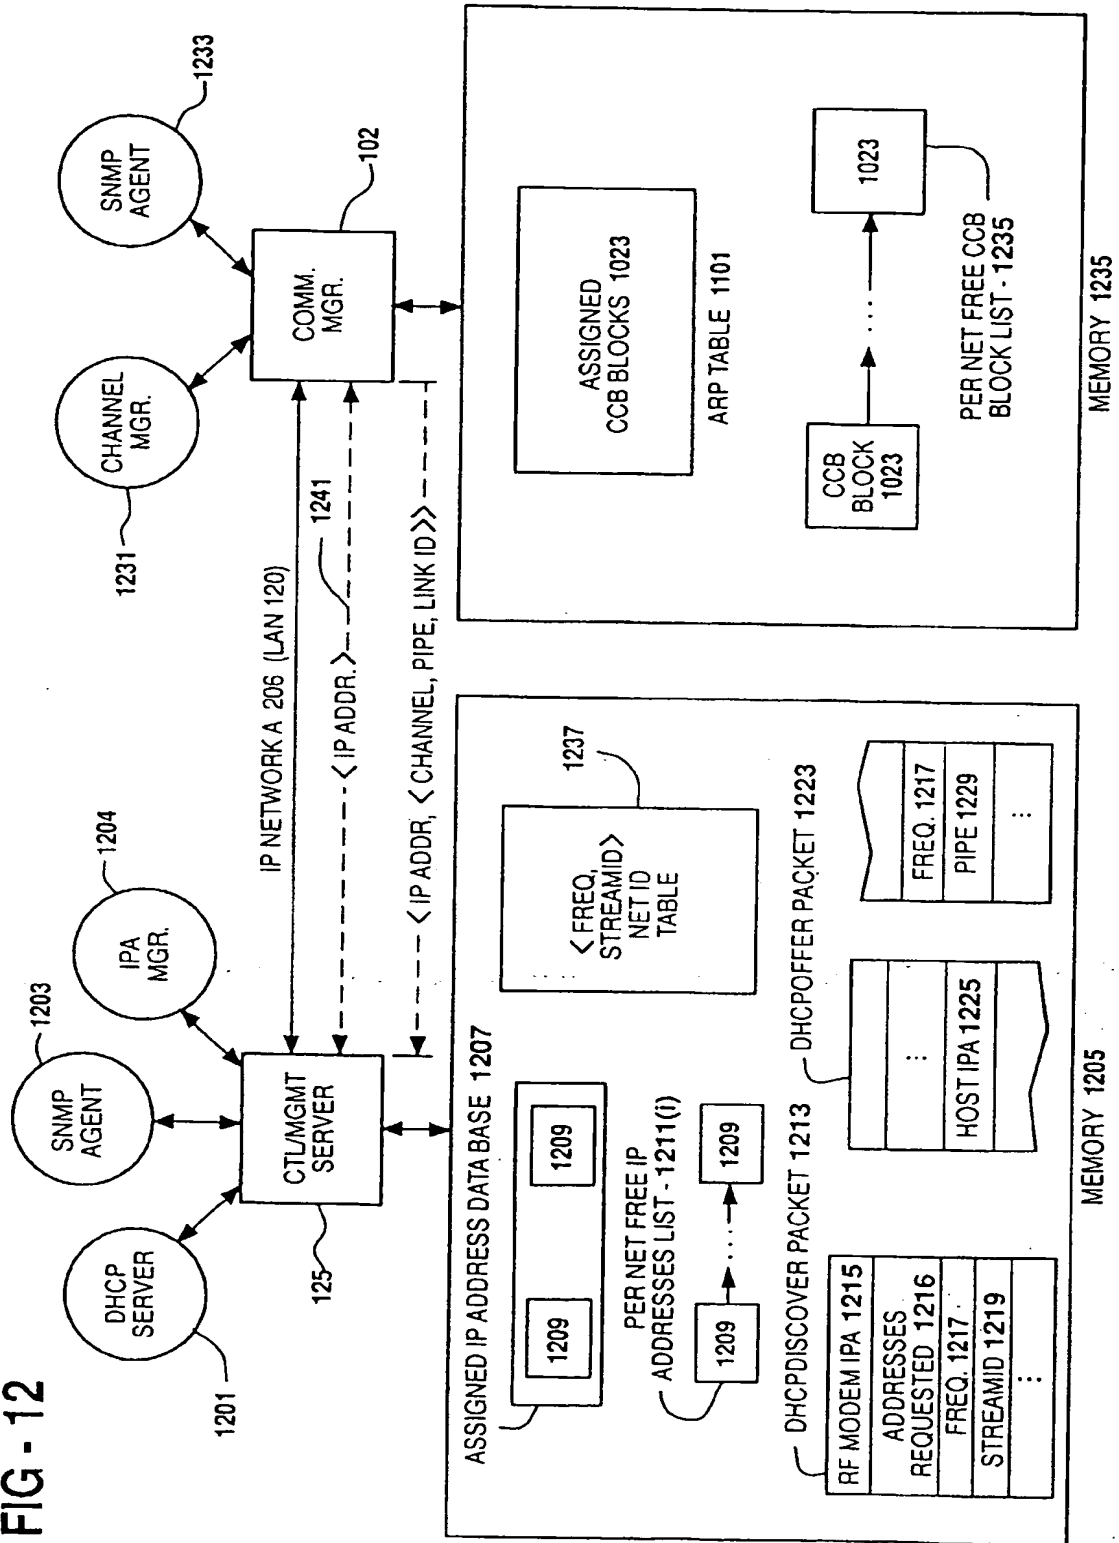 FIG - 12
DHCP
SERVER
1201
SNMP
AGENT
1203
IPA
MGR.
1204
CTL/MGMT
SERVER
125
IP NETWORK A 206 (LAN 120)
<IP ADDR.>
1241
<IP ADDR, <CHANNEL, PIPE, LINK ID>>
CHANNEL
MGR.
1231
SNMP
AGENT
1233
COMM.
MGR.
102
ASSIGNED IP ADDRESS DATA BASE 1207
1209
1209
PER NET FREE IP
ADDRESSES LIST - 1211(i)
1209
....
1209
<FREQ,
STREAMID>
NET ID
TABLE
1237
DHCPDISCOVER PACKET 1213
RF MODEM IPA 1215
ADDRESSES
REQUESTED 1216
FREQ. 1217
STREAMID 1219
...
DHCPOFFER PACKET 1223
...
HOST IPA 1225
FREQ. 1217
PIPE 1229
...
MEMORY 1205
ASSIGNED
CCB BLOCKS 1023
ARP TABLE 1101
CCB
BLOCK
1023
....
1023
PER NET FREE CCB
BLOCK LIST - 1235
MEMORY 1235